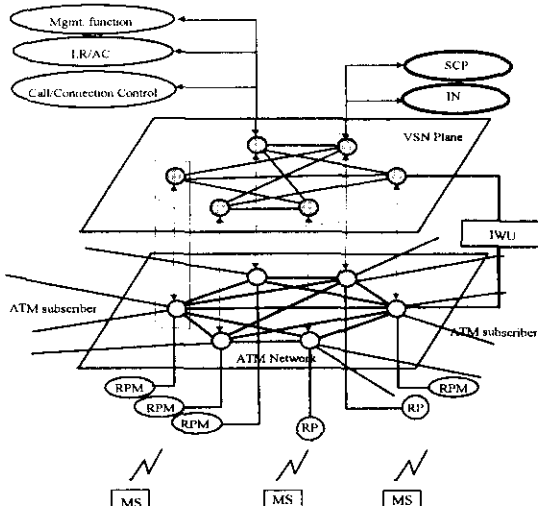 Mgmt. function
LR/AC
Call/Connection Control
SCP
IN
VSN Plane
IWU
ATM subscriber
ATM subscriber
ATM Network
RPM
RPM
RPM
RP
RP
RPM
MS
MS
MS